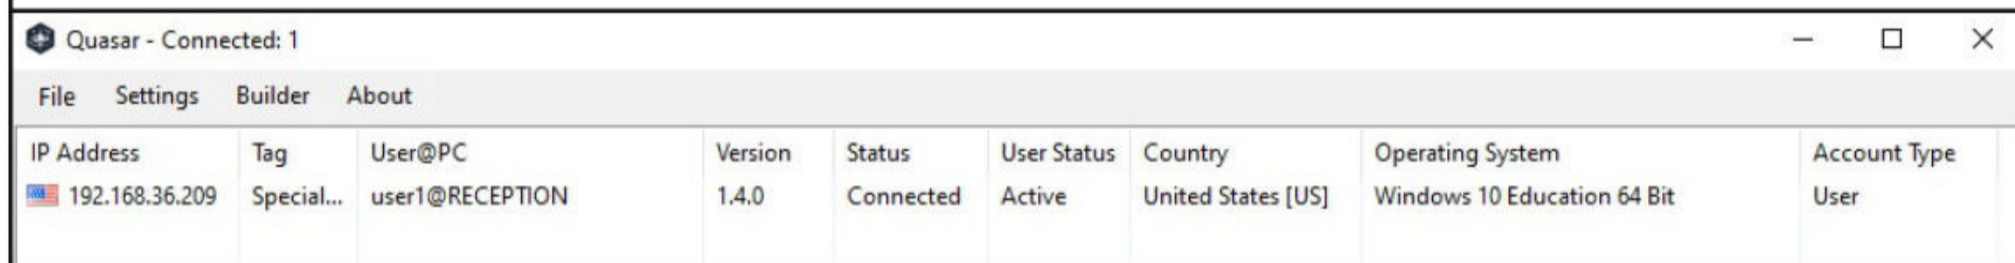 Quasar - Connected: 1
File Settings Builder About
IP Address Tag User@PC Version Status User Status Country Operating System Account Type
192.168.36.209 Special... user1@RECEPTION 1.4.0 Connected Active United States [US] Windows 10 Education 64 Bit User